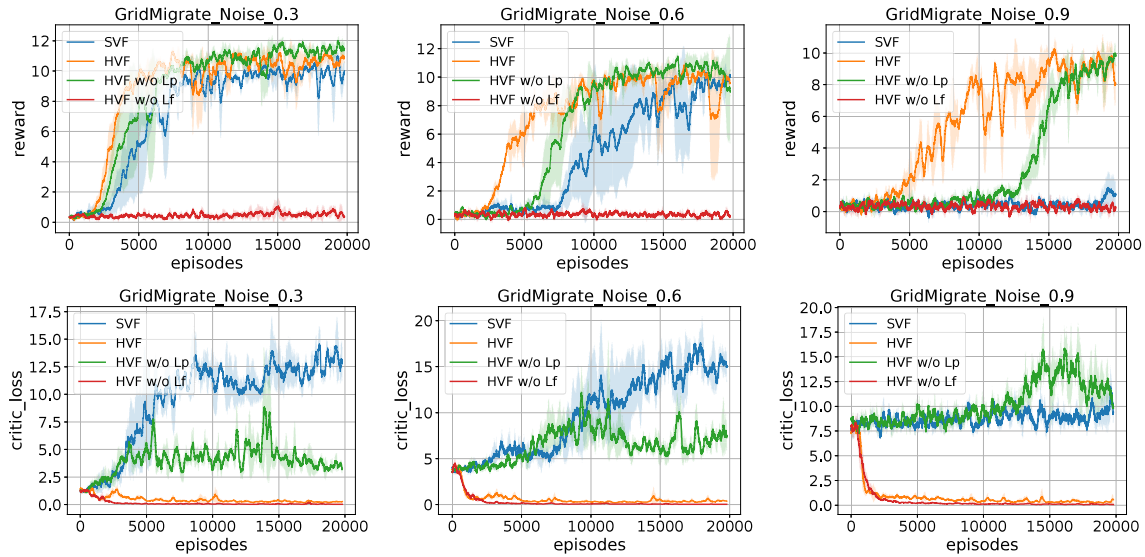 GridMigrate_Noise_0.3
12
10
8
6
4
2
0
reward
SVF
HVF
HVF w/o Lp
HVF w/o Lf
0 5000 10000 15000 20000
episodes
GridMigrate_Noise_0.6
12
10
8
6
4
2
0
reward
SVF
HVF
HVF w/o Lp
HVF w/o Lf
0 5000 10000 15000 20000
episodes
GridMigrate_Noise_0.9
10
8
6
4
2
0
reward
SVF
HVF
HVF w/o Lp
HVF w/o Lf
0 5000 10000 15000 20000
episodes
GridMigrate_Noise_0.3
17.5
15.0
12.5
10.0
7.5
5.0
2.5
0.0
critic_loss
SVF
HVF
HVF w/o Lp
HVF w/o Lf
0 5000 10000 15000 20000
episodes
GridMigrate_Noise_0.6
20
15
10
5
0
critic_loss
SVF
HVF
HVF w/o Lp
HVF w/o Lf
0 5000 10000 15000 20000
episodes
GridMigrate_Noise_0.9
20.0
17.5
15.0
12.5
10.0
7.5
5.0
2.5
0.0
critic_loss
SVF
HVF
HVF w/o Lp
HVF w/o Lf
0 5000 10000 15000 20000
episodes